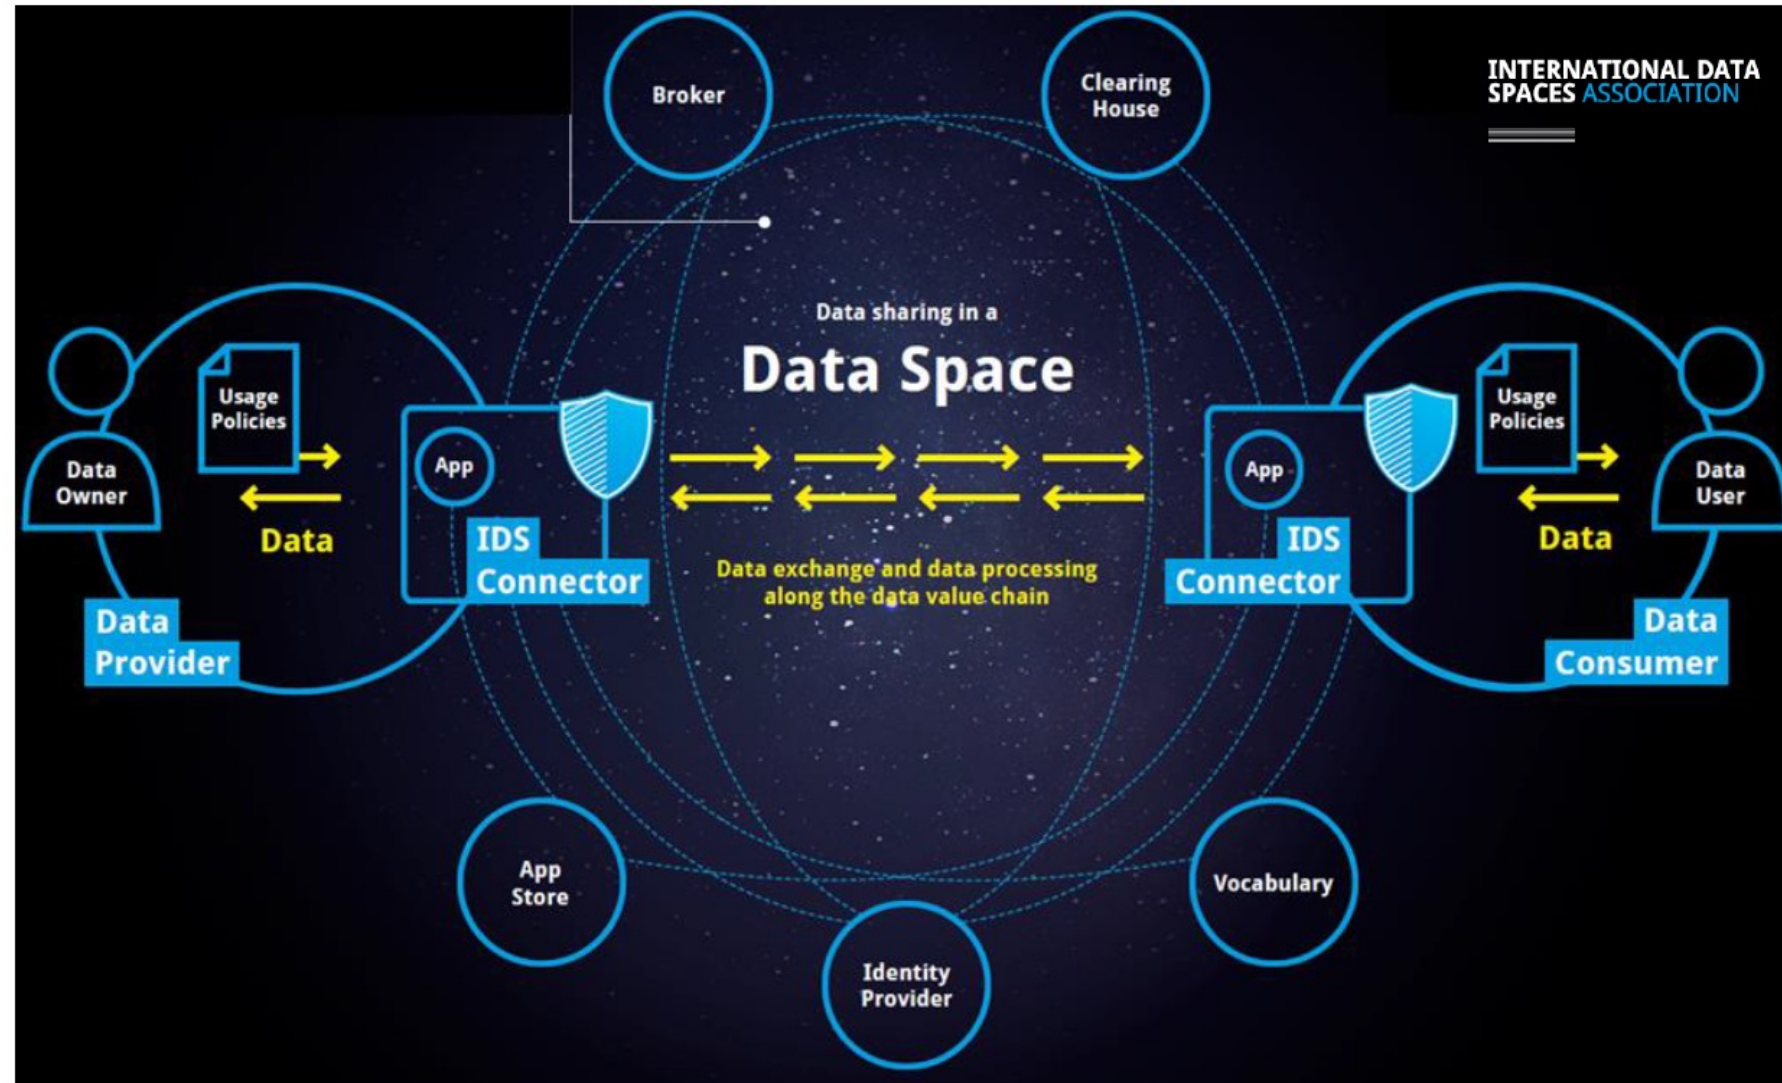 Broker
Clearing
House
INTERNATIONAL DATA
SPACES ASSOCIATION
Data sharing in a
Data Space
Usage
Policies
Data
Owner
Data
App
IDS
Connector
Data
Provider
Data exchange and data processing
along the data value chain
App
IDS
Connector
Usage
Policies
Data
User
Data
Data
Consumer
App
Store
Identity
Provider
Vocabulary